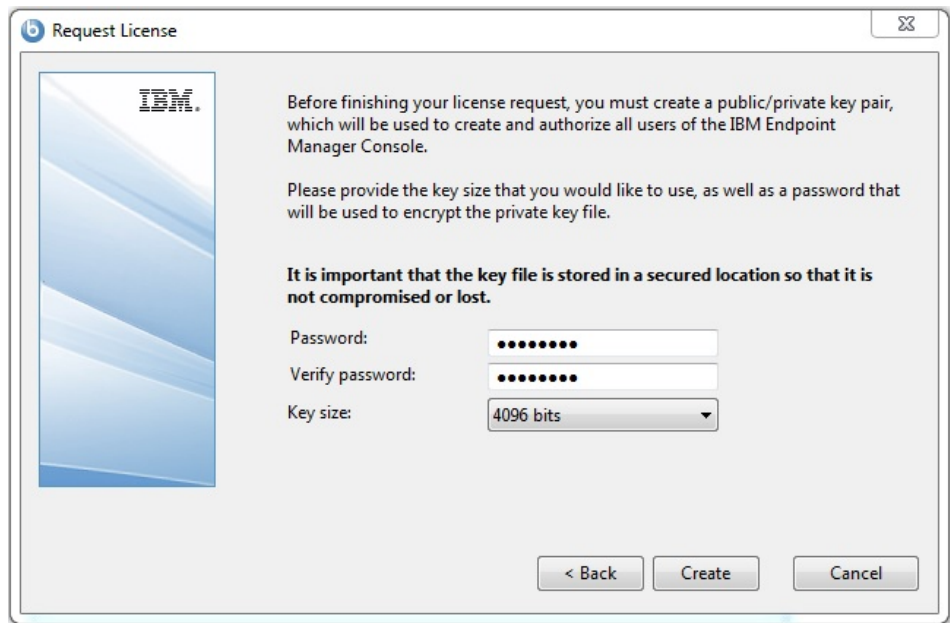 Request License
IBM.
Before finishing your license request, you must create a public/private key pair,
which will be used to create and authorize all users of the IBM Endpoint
Manager Console.
Please provide the key size that you would like to use, as well as a password that
will be used to encrypt the private key file.
It is important that the key file is stored in a secured location so that it is
not compromised or lost.
Password: ●●●●●●●●
Verify password: ●●●●●●●●
Key size: 4096 bits
< Back Create Cancel